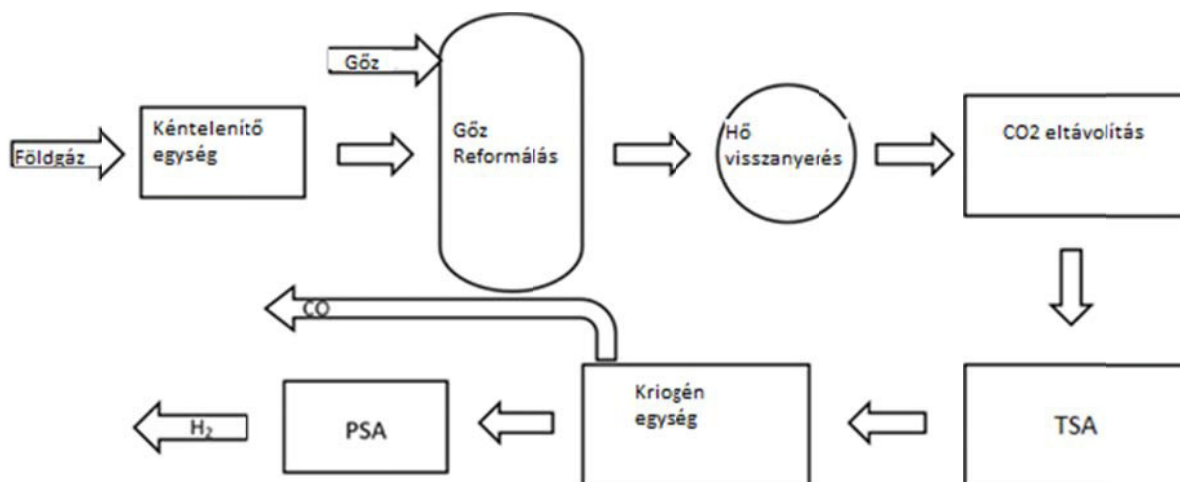 Földgáz
Kéntelenítő
egység
Gőz
Gőz
Reformálás
Hő
visszanyerés
CO2 eltávolítás
TSA
Kriogén
egység
CO
PSA
H₂